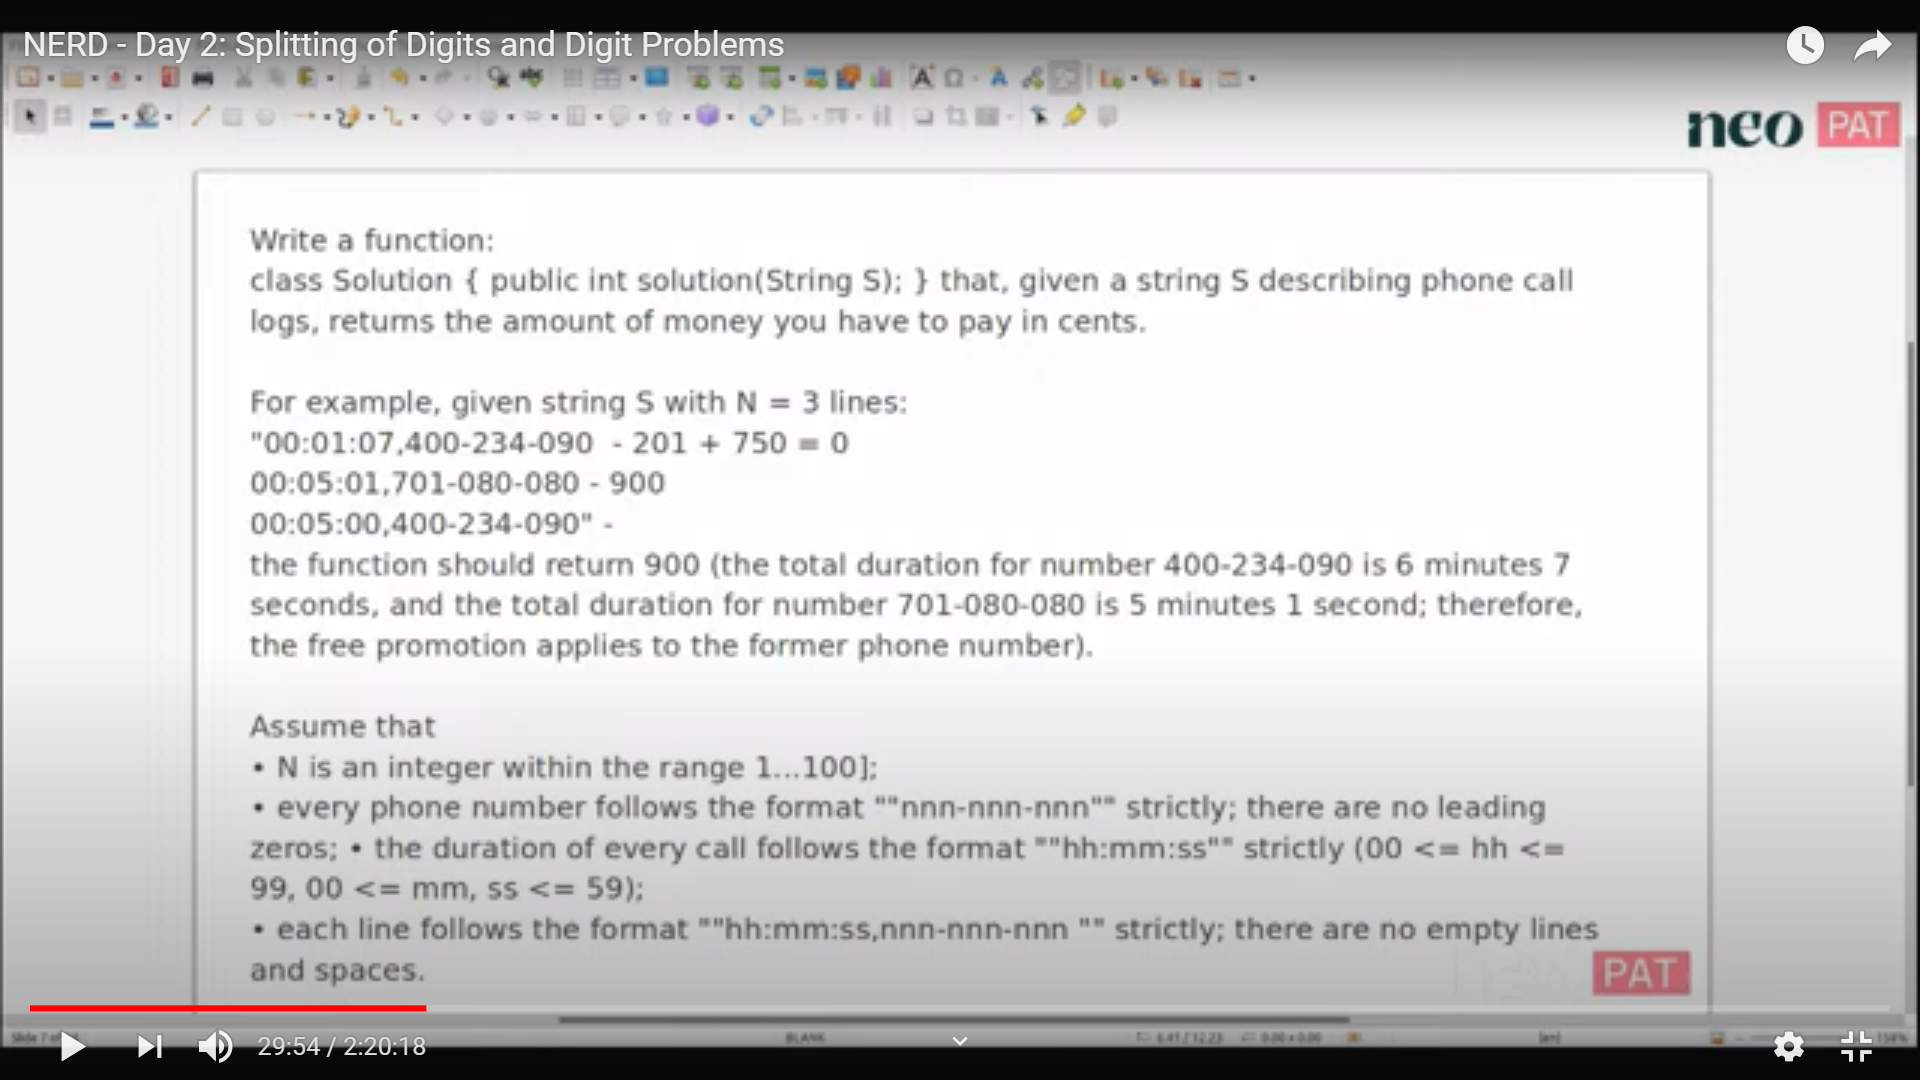 NERD - Day 2: Splitting of Digits and Digit Problems
neo PAT
Write a function:
class Solution { public int solution(String S); } that, given a string S describing phone call
logs, returns the amount of money you have to pay in cents.
For example, given string S with N = 3 lines:
"00:01:07,400-234-090 - 201 + 750 = 0
00:05:01,701-080-080 - 900
00:05:00,400-234-090" -
the function should return 900 (the total duration for number 400-234-090 is 6 minutes 7
seconds, and the total duration for number 701-080-080 is 5 minutes 1 second; therefore,
the free promotion applies to the former phone number).
Assume that
• N is an integer within the range 1...100];
• every phone number follows the format ""nnn-nnn-nnn"" strictly; there are no leading
zeros; • the duration of every call follows the format ""hh:mm:ss"" strictly (00 <= hh <=
99, 00 <= mm, ss <= 59);
• each line follows the format ""hh:mm:ss,nnn-nnn-nnn "" strictly; there are no empty lines
and spaces.
PAT
29:54 / 2:20:18
BLANK